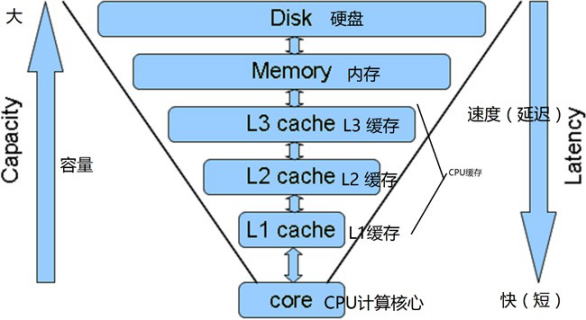 大
Disk 硬盘
Memory 内存
L3 cache L3 缓存
速度（延迟）
Capacity
容量
L2 cache L2 缓存
CPU缓存
Latency
L1 cache L1缓存
core CPU计算核心
快（短）